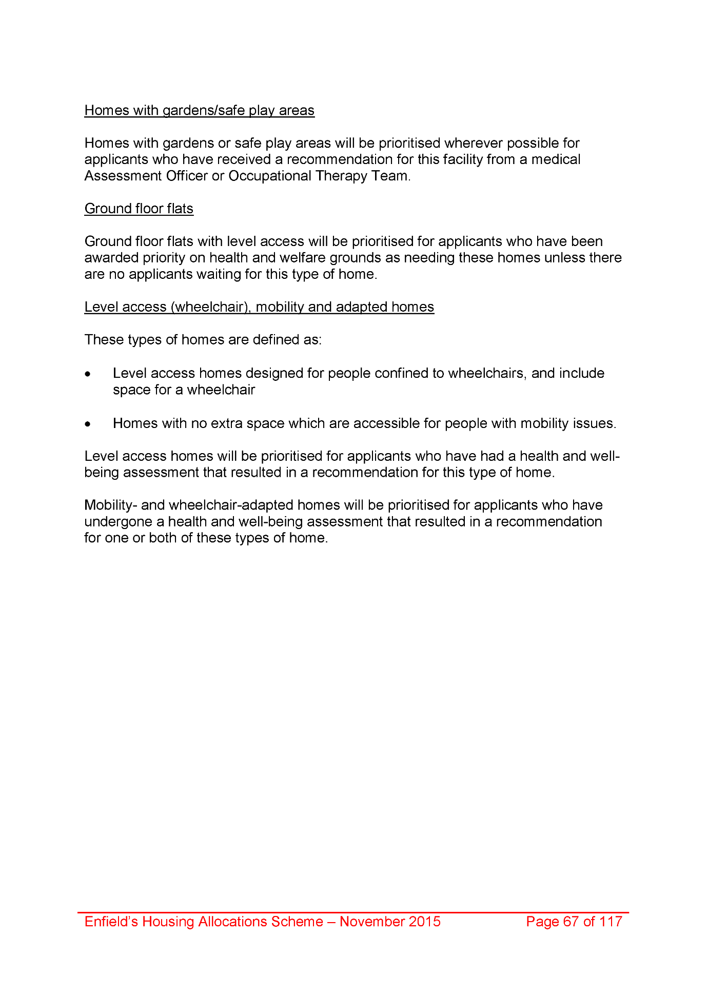 Homes with gardens/safe play areas
Homes with gardens or safe play areas will be prioritised wherever possible for
applicants who have received a recommendation for this facility from a medical
Assessment Officer or Occupational Therapy Team.
Ground floor flats
Ground floor flats with level access will be prioritised for applicants who have been
awarded priority on health and welfare grounds as needing these homes unless there
are no applicants waiting for this type of home.
Level access (wheelchair), mobility and adapted homes
These types of homes are defined as:
• Level access homes designed for people confined to wheelchairs, and include
space for a wheelchair
• Homes with no extra space which are accessible for people with mobility issues.
Level access homes will be prioritised for applicants who have had a health and well-
being assessment that resulted in a recommendation for this type of home.
Mobility- and wheelchair-adapted homes will be prioritised for applicants who have
undergone a health and well-being assessment that resulted in a recommendation
for one or both of these types of home.
Enfield’s Housing Allocations Scheme – November 2015 Page 67 of 117